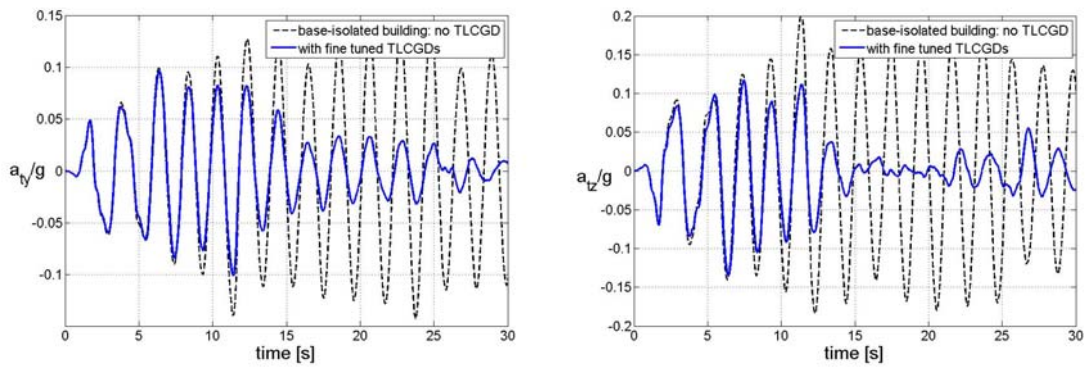 0.15
0.1
0.05
0
-0.05
-0.1
a_ty/g
base-isolated building: no TLCGD
with fine tuned TLCGDs
0 5 10 15 20 25 30
time [s]
0.2
0.15
0.1
0.05
0
-0.05
-0.1
-0.15
-0.2
a_tz/g
base-isolated building: no TLCGD
with fine tuned TLCGDs
0 5 10 15 20 25 30
time [s]